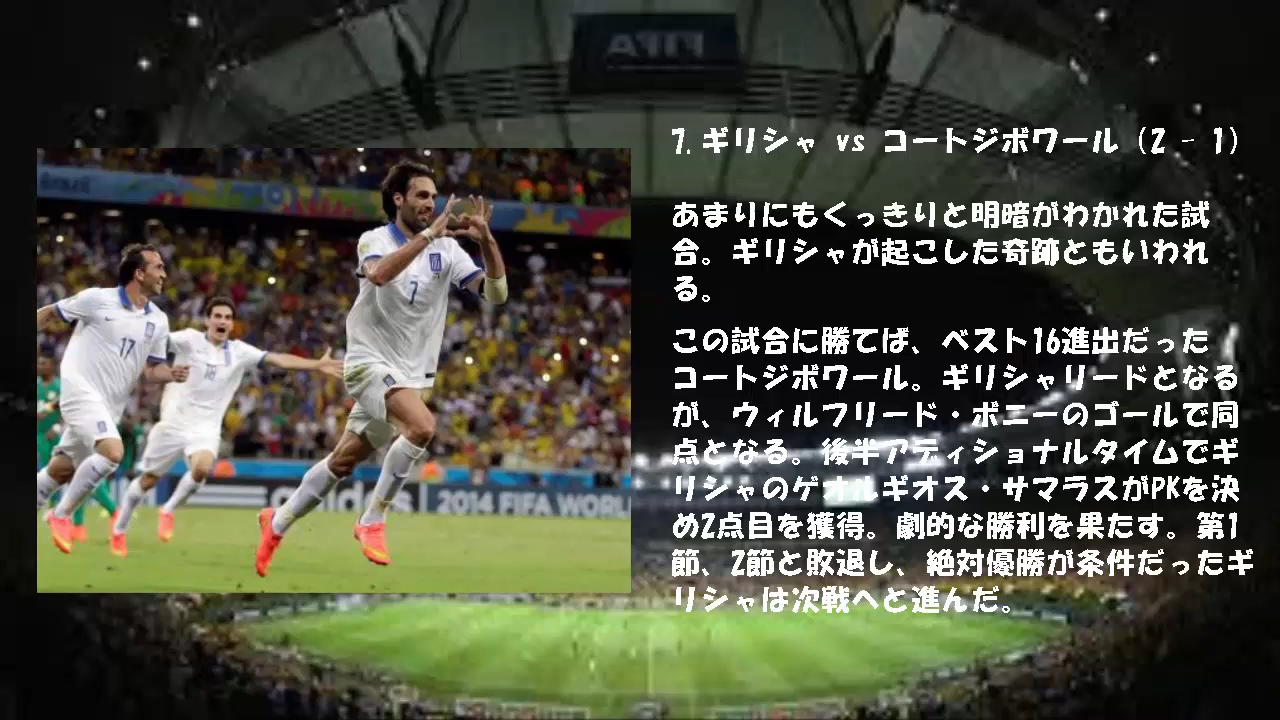 FIFA
7. ギリシャ vs コートジボワール (2 - 1)
あまりにもくっきりと明暗がわかれた試
合。ギリシャが起こした奇跡ともいわれ
る。
この試合に勝てば、ベスト16進出だった
コートジボワール。ギリシャリードとなる
が、ウィルフリード・ボニーのゴールで同
点となる。後半アディショナルタイムでギ
リシャのゲオルギオス・サマラスがPKを決
め2点目を獲得。劇的な勝利を果たす。第1
節、2節と敗退し、絶対優勝が条件だったギ
リシャは次戦へと進んだ。
Brasil
7
17
16
adidas
2014 FIFA WORL